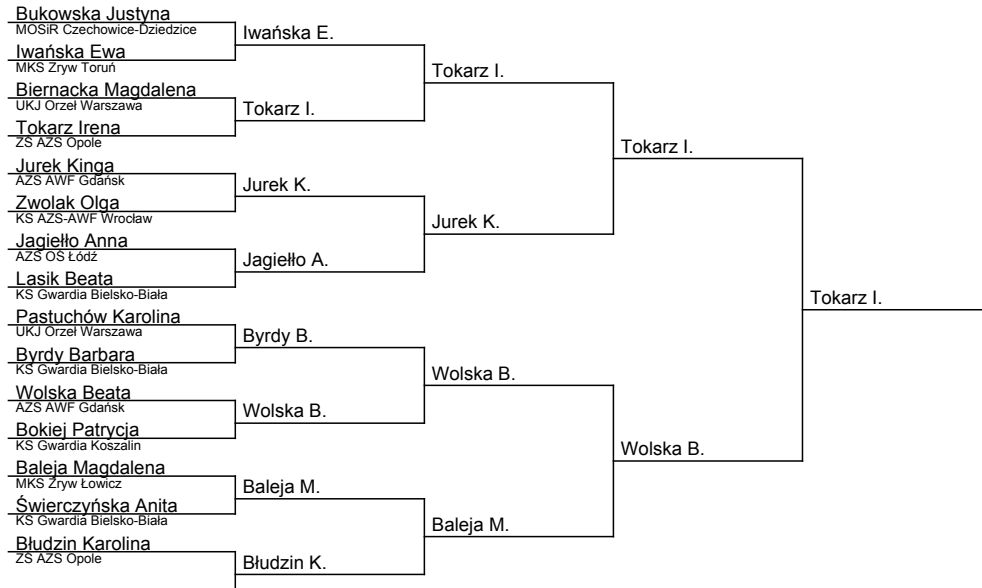 Bukowska Justyna
MOSiR Czechowice-Dziedzice
Iwańska E.
Iwańska Ewa
MKS Zryw Toruń
Tokarz I.
Biernacka Magdalena
UKJ Orzeł Warszawa
Tokarz I.
Tokarz Irena
ZS AZS Opole
Tokarz I.
Jurek Kinga
AZS AWF Gdańsk
Jurek K.
Zwolak Olga
KS AZS-AWF Wrocław
Jurek K.
Jagiełło Anna
AZS OŚ Łódź
Jagiełło A.
Lasik Beata
KS Gwardia Bielsko-Biała
Tokarz I.
Pastuchów Karolina
UKJ Orzeł Warszawa
Byrdy B.
Byrdy Barbara
KS Gwardia Bielsko-Biała
Wolska B.
Wolska Beata
AZS AWF Gdańsk
Wolska B.
Bokiej Patrycja
KS Gwardia Koszalin
Wolska B.
Baleja Magdalena
MKS Zryw Łowicz
Baleja M.
Świerczyńska Anita
KS Gwardia Bielsko-Biała
Baleja M.
Błudzin Karolina
ZS AZS Opole
Błudzin K.